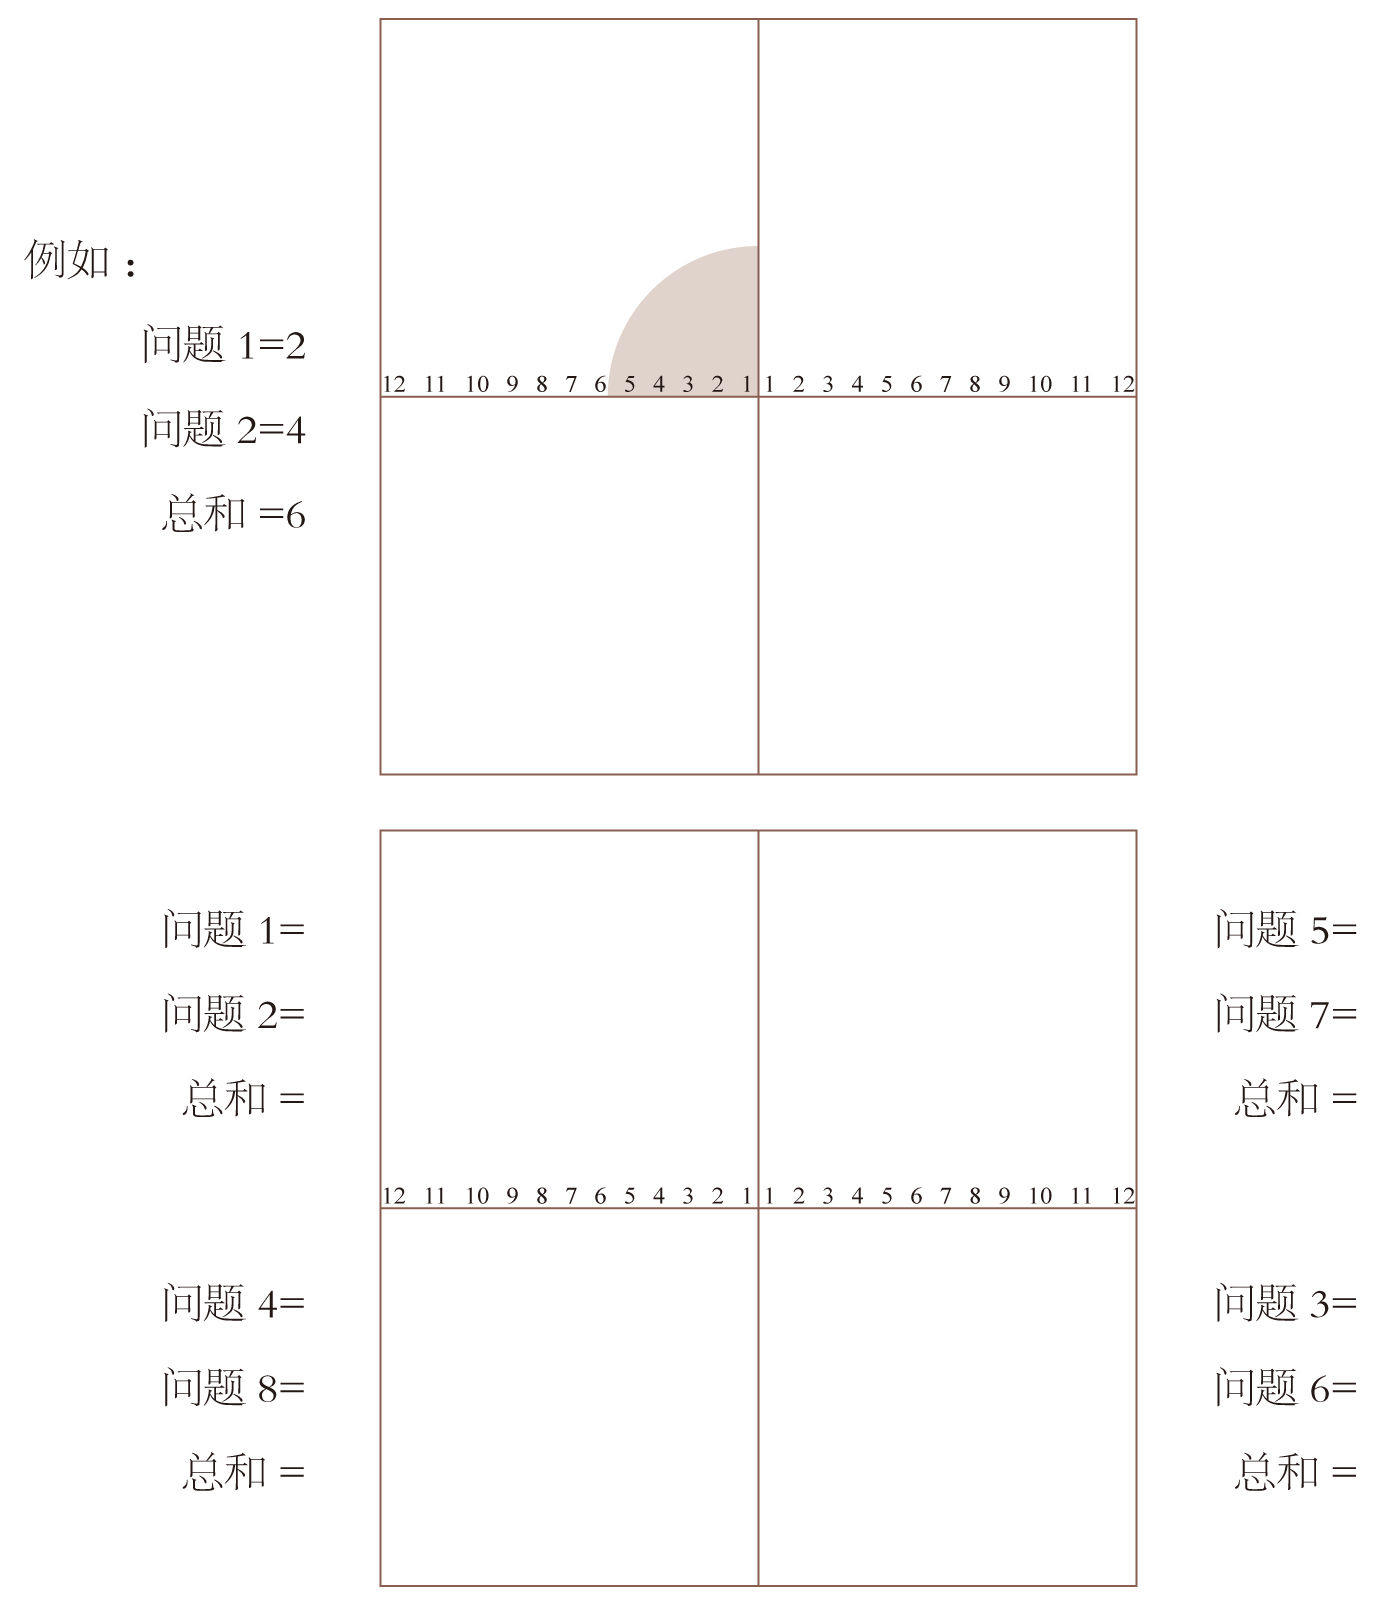 例如：
问题 1=2
问题 2=4
总和 =6
12 11 10 9 8 7 6 5 4 3 2 1 1 2 3 4 5 6 7 8 9 10 11 12
问题 1=
问题 2=
总和 =
问题 5=
问题 7=
总和 =
12 11 10 9 8 7 6 5 4 3 2 1 1 2 3 4 5 6 7 8 9 10 11 12
问题 4=
问题 8=
总和 =
问题 3=
问题 6=
总和 =